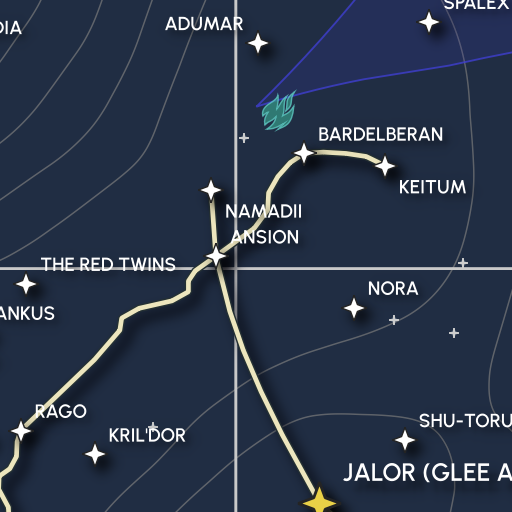 SPALEX
ADUMAR
DIA
BARDELBERAN
KEITUM
NAMADII
ANSION
THE RED TWINS
NORA
ANKUS
RAGO
KRIL'DOR
SHU-TORU
JALOR (GLEE A